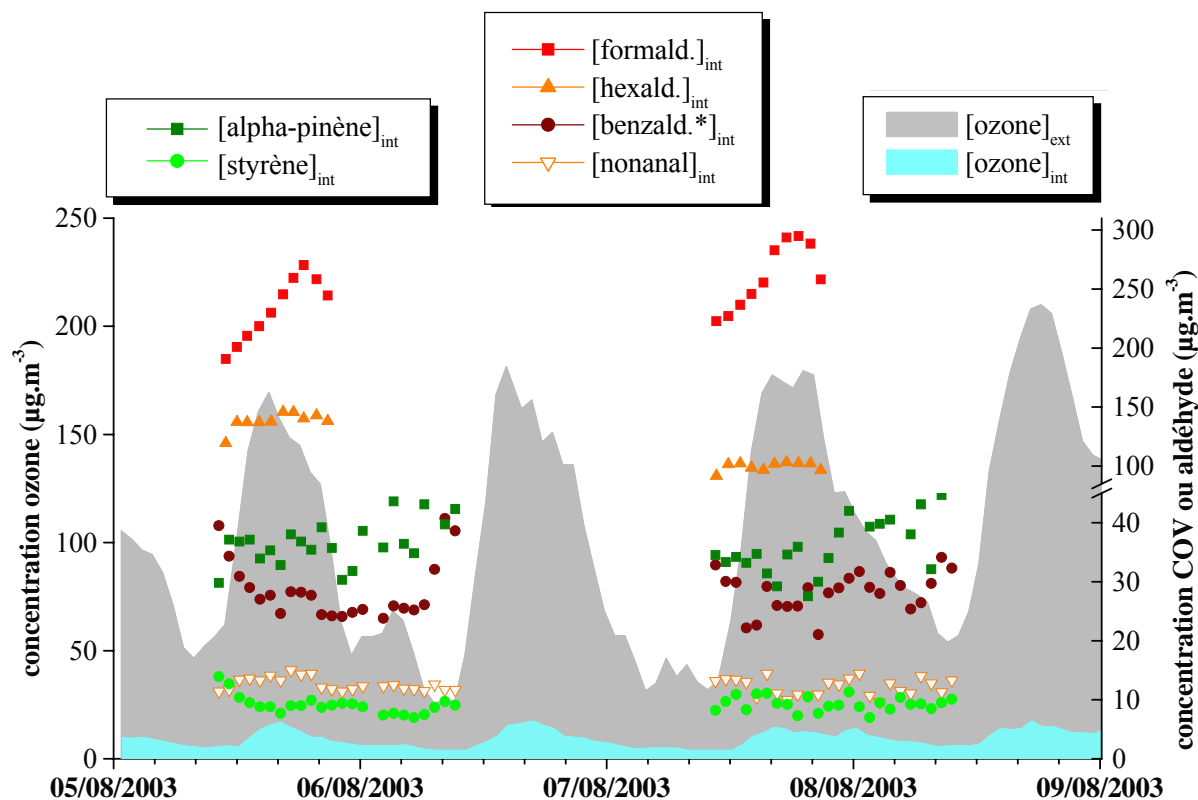 [formald.]int
[hexald.]int
[benzald.*]int
[nonanal]int
[alpha-pinène]int
[styrène]int
[ozone]ext
[ozone]int
concentration ozone (µg.m-3)
250
200
150
100
50
0
concentration COV ou aldéhyde (µg.m-3)
300
250
200
150
100
40
30
20
10
0
05/08/2003 06/08/2003 07/08/2003 08/08/2003 09/08/2003